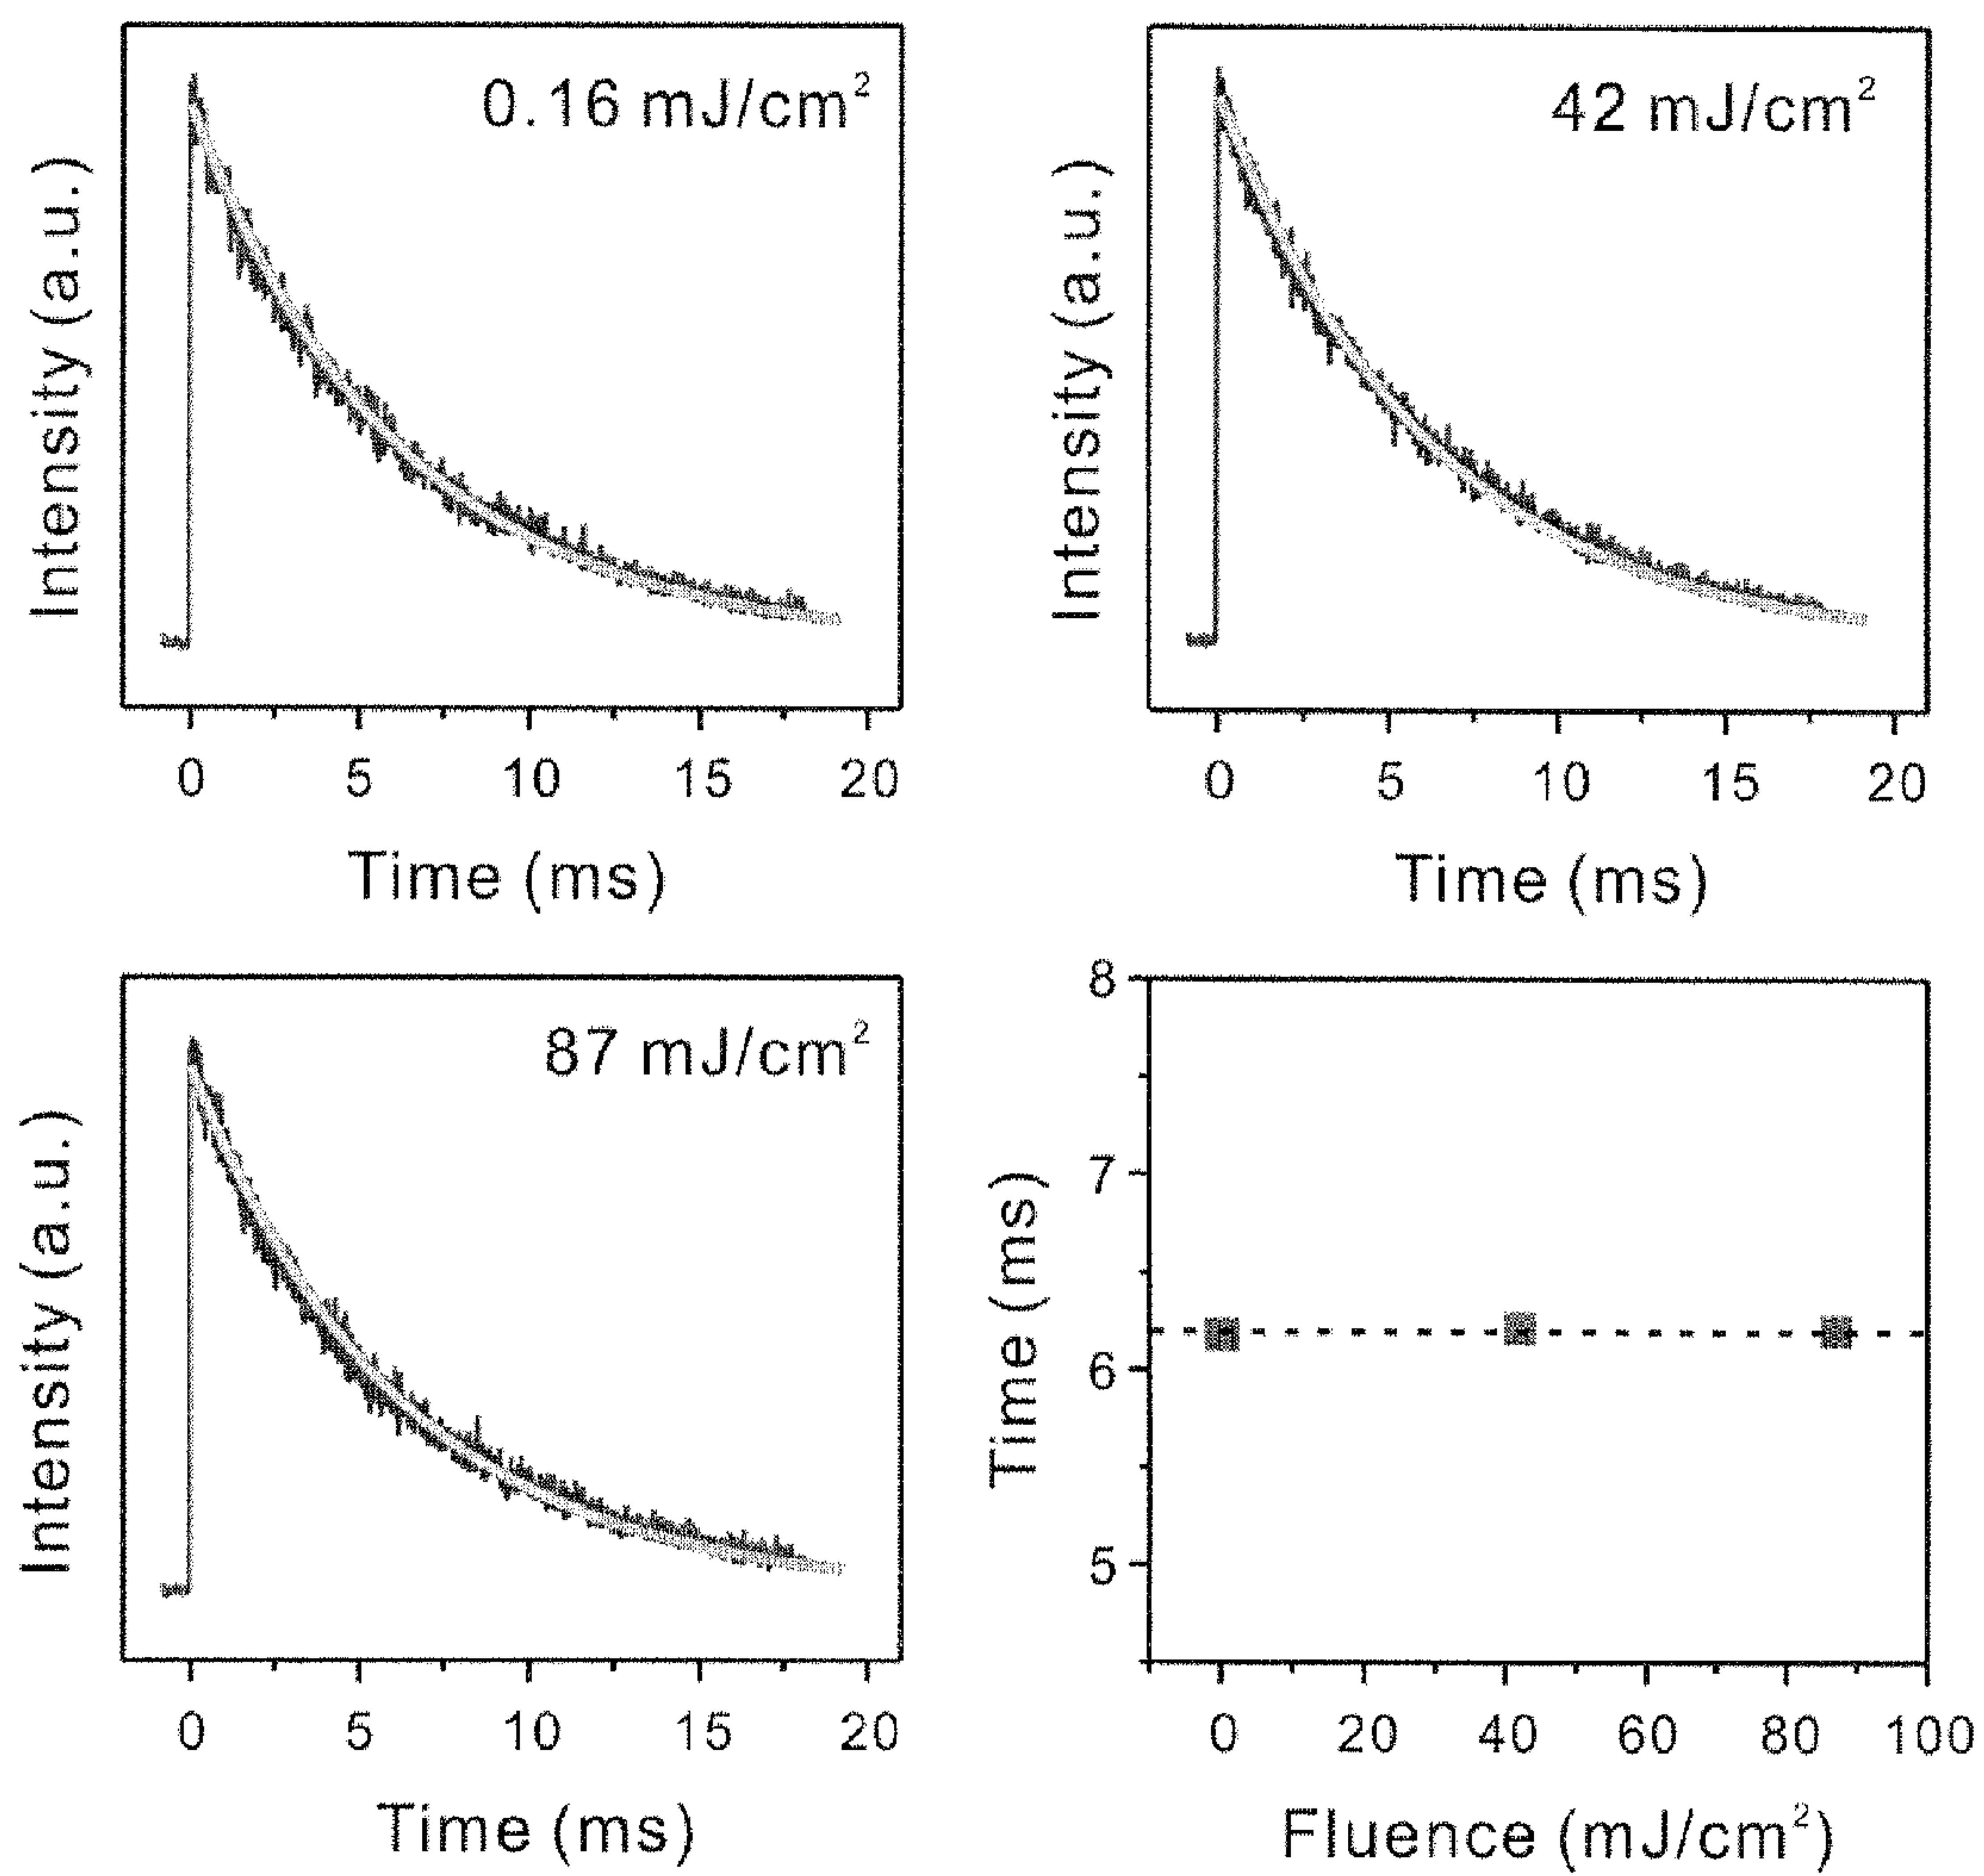 0.16 mJ/cm²
Intensity (a.u.)
0 5 10 15 20
Time (ms)
42 mJ/cm²
Intensity (a.u.)
0 5 10 15 20
Time (ms)
87 mJ/cm²
Intensity (a.u.)
0 5 10 15 20
Time (ms)
8
7
6
5
Time (ms)
0 20 40 60 80 100
Fluence (mJ/cm²)